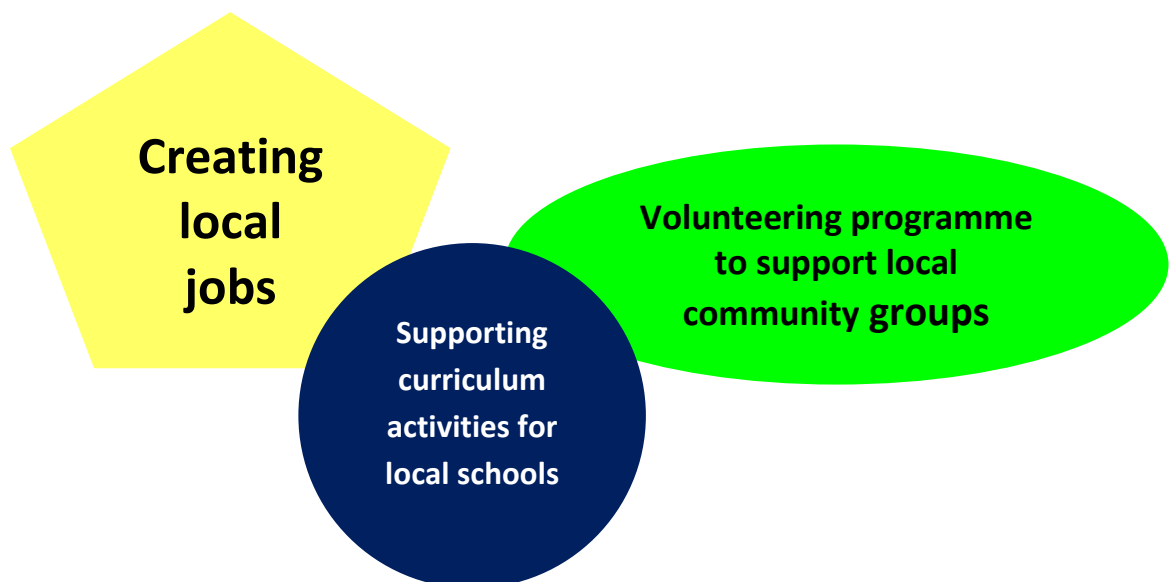 Creating
local
jobs
Volunteering programme
to support local
community groups
Supporting
curriculum
activities for
local schools